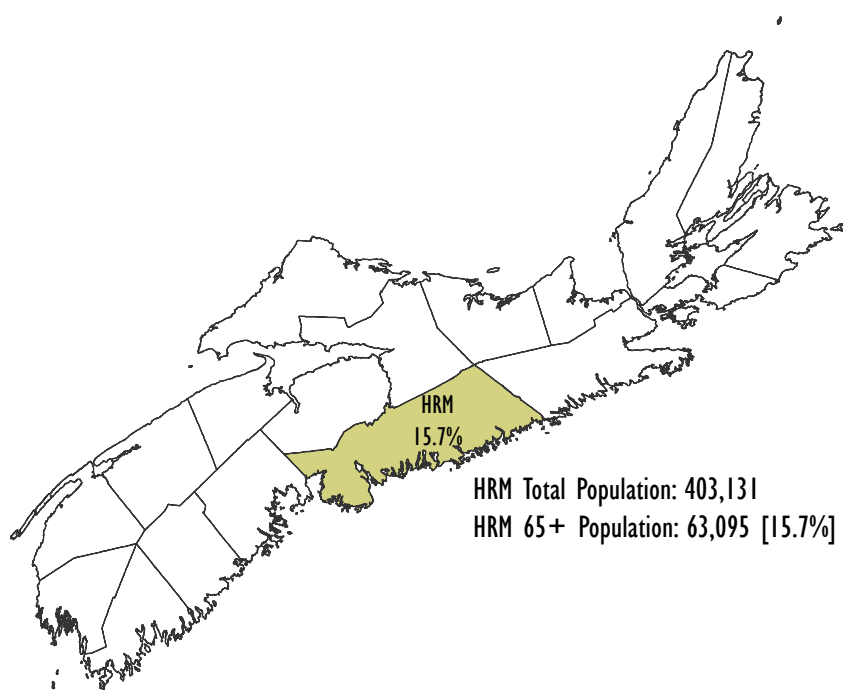 HRM
15.7%
HRM Total Population: 403,131
HRM 65+ Population: 63,095 [15.7%]